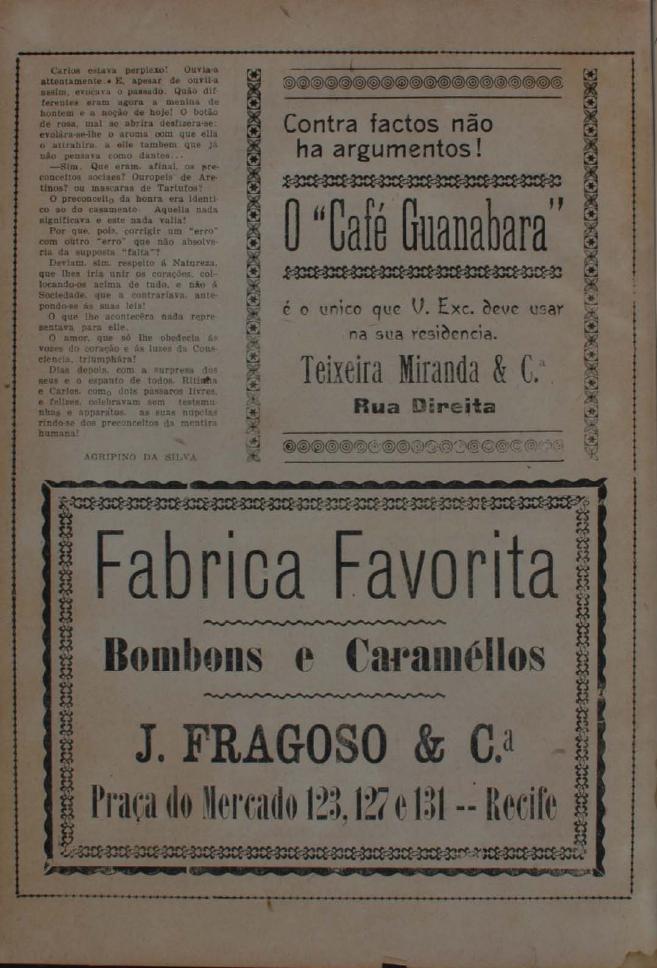 Carlos estava perplexo! Ouvia-a
attentamente. E, apesar de ouvil-a
assim, evocava o passado. Quão dif-
ferentes eram agora a menina de
hontem e a noção de hoje! O botão
de rosa, mal se abrira desfizera-se;
evolára-se-lhe o aroma com que ella
o attrahira, a elle tambem que já
não pensava como dantes...
—Sim. Que eram, afinal, os pre-
conceitos sociaes? Ouropeis de Are-
tinos? ou mascaras de Tartufos?
O preconceito da honra era identi-
co ao do casamento. Aquella nada
significava e este nada valia!
Por que, pois, corrigir um "erro"
com outro "erro" que não absolve-
ria da supposta "falta"?
Deviam, sim, respeito á Natureza,
que lhes iria unir os corações, col-
locando-os acima de tudo, e não á
Sociedade, que a contrariava, ante-
pondo-se ás suas leis!
O que lhe acontecêra nada repre-
sentava para elle.
O amor, que só lhe obedecia ás
vozes do coração e ás luzes da Cons-
ciencia, triumphára!
Dias depois, com a surpresa dos
seus e o espanto de todos, Ritinha
e Carlos, como dois passaros livres,
e felizes, celebravam sem testemu-
nhas e apparatos, as suas nupcias
rindo-se dos preconceitos da mentira
humana!
AGRIPINO DA SILVA
Contra factos não
ha argumentos!
O "Café Guanabara"
é o unico que V. Exc. deve usar
na sua residencia.
Teixeira Miranda & C.ª
Rua Direita
Fabrica Favorita
Bombons e Caraméllos
J. FRAGOSO & C.ª
Praça do Mercado 123, 127 e 131 -- Recife